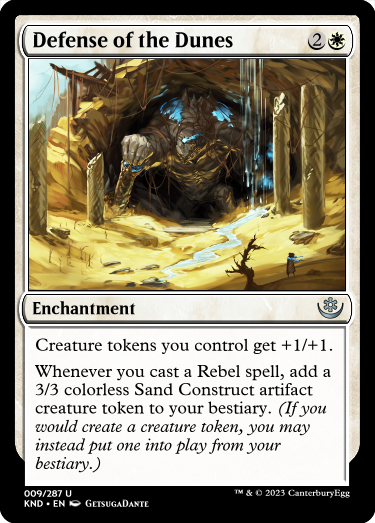 Defense of the Dunes 2
Enchantment
Creature tokens you control get +1/+1.
Whenever you cast a Rebel spell, add a
3/3 colorless Sand Construct artifact
creature token to your bestiary. (If you
would create a creature token, you may
instead put one into play from your
bestiary.)
009/287 U
KND • EN GetsugaDante
™ & © 2023 CanterburyEgg